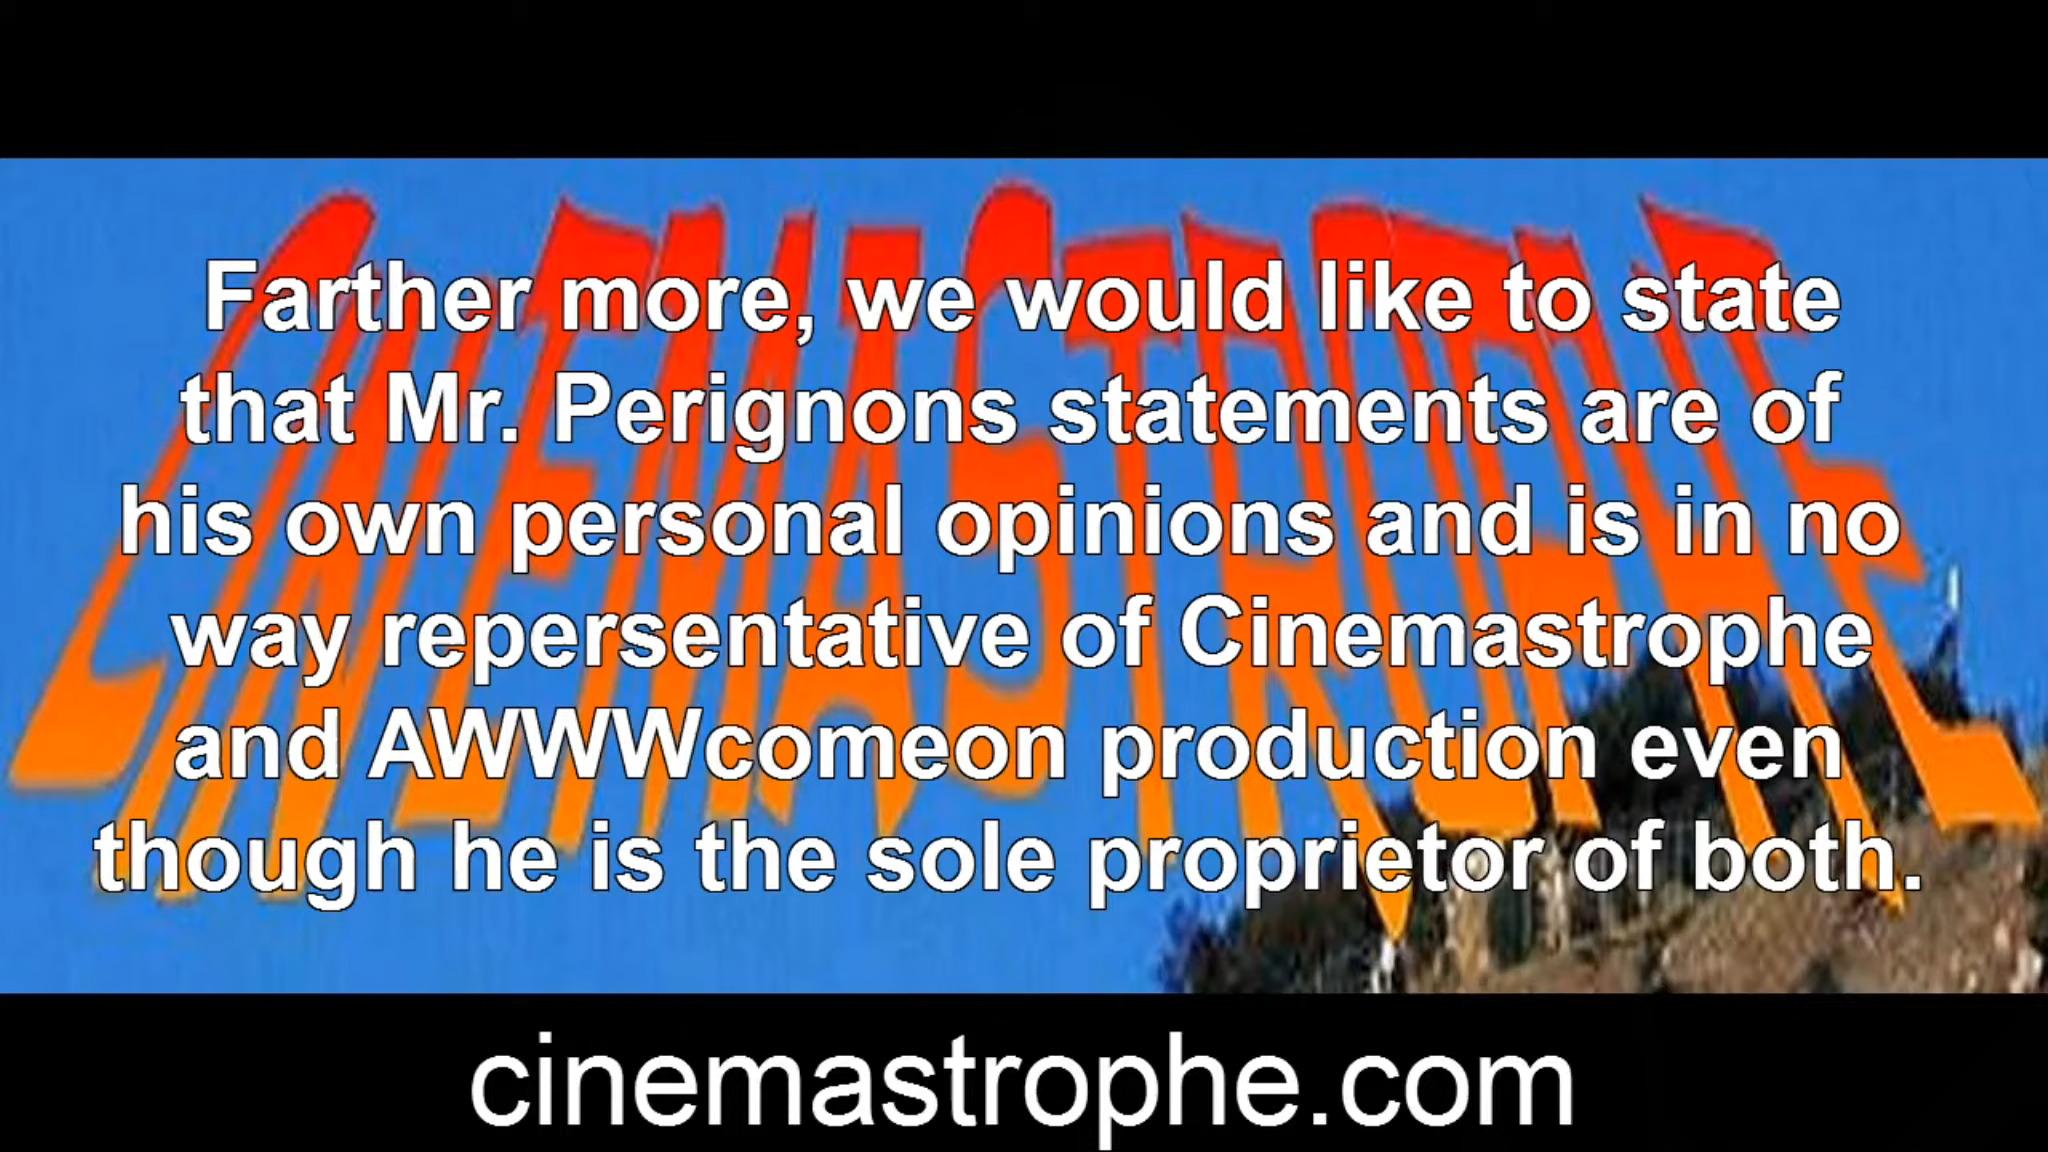 CINEMASTROPHE
Farther more, we would like to state
that Mr. Perignons statements are of
his own personal opinions and is in no
way repersentative of Cinemastrophe
and AWWWcomeon production even
though he is the sole proprietor of both.
cinemastrophe.com